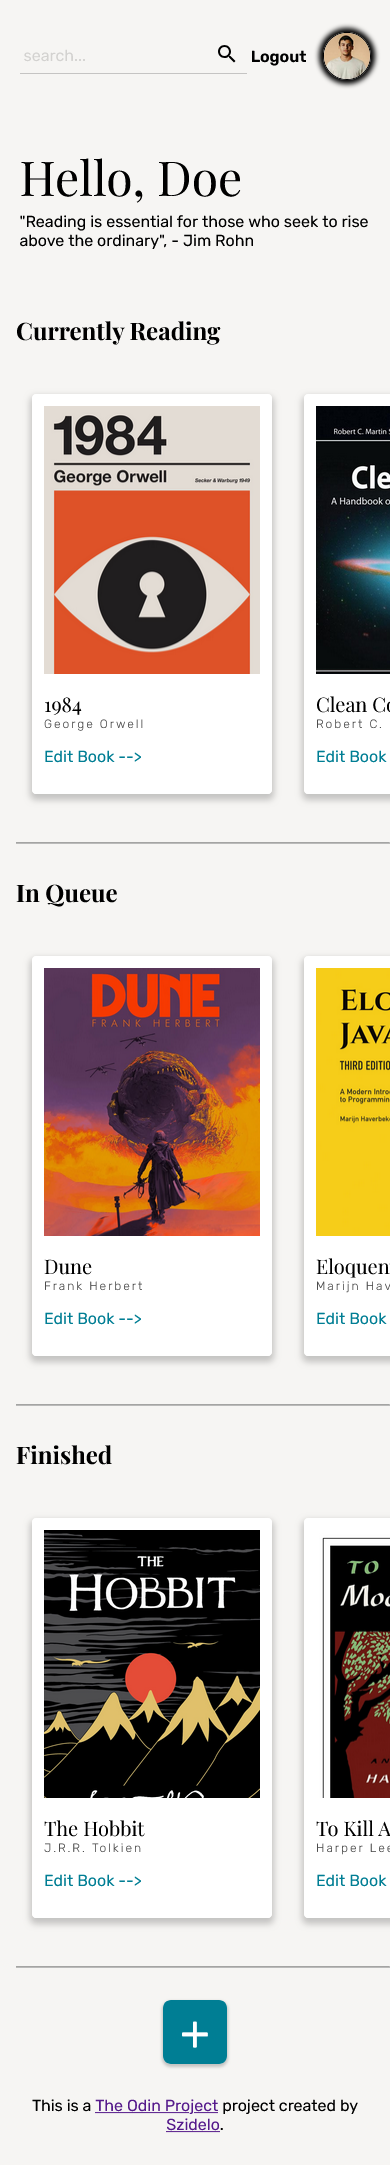 search...
Logout
Hello, Doe
"Reading is essential for those who seek to rise
above the ordinary", - Jim Rohn
Currently Reading
1984
George Orwell
Secker & Warburg 1949
1984
George Orwell
Edit Book -->
Robert C. Martin S
Cle
A Handbook o
Clean Co
Robert C.
Edit Book
In Queue
DUNE
FRANK HERBERT
Dune
Frank Herbert
Edit Book -->
ELO
JAVA
THIRD EDITIO
A Modern Introd
to Programming
Marijn Haverbeke
Eloquen
Marijn Hav
Edit Book
Finished
THE
HOBBIT
The Hobbit
J.R.R. Tolkien
Edit Book -->
TO
Moc
AN
HA
To Kill A
Harper Lee
Edit Book
+
This is a The Odin Project project created by
Szidelo.